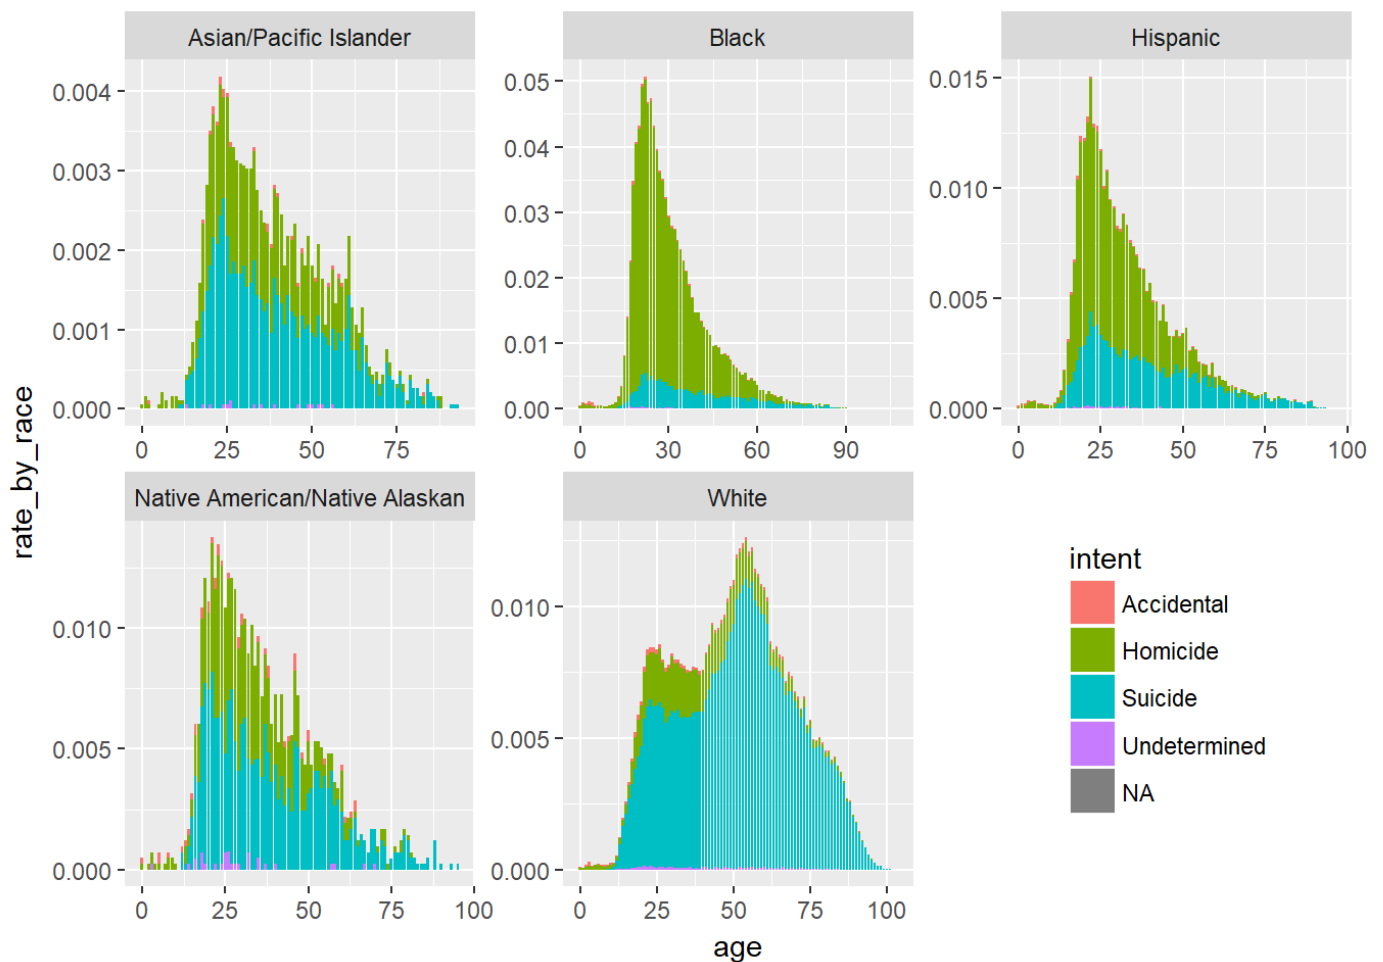 Asian/Pacific Islander
Black
Hispanic
0.004
0.003
0.002
0.001
0.000
0.05
0.04
0.03
0.02
0.01
0.00
0.015
0.010
0.005
0.000
0 25 50 75
0 30 60 90
0 25 50 75 100
rate_by_race
Native American/Native Alaskan
White
0.010
0.005
0.000
0.010
0.005
0.000
0 25 50 75 100
0 25 50 75 100
age
intent
Accidental
Homicide
Suicide
Undetermined
NA